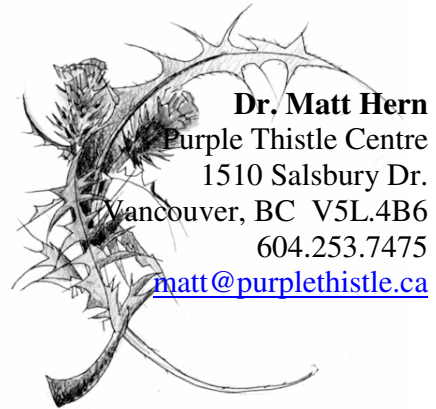 Dr. Matt Hern
Purple Thistle Centre
1510 Salsbury Dr.
Vancouver, BC  V5L.4B6
604.253.7475
matt@purplethistle.ca